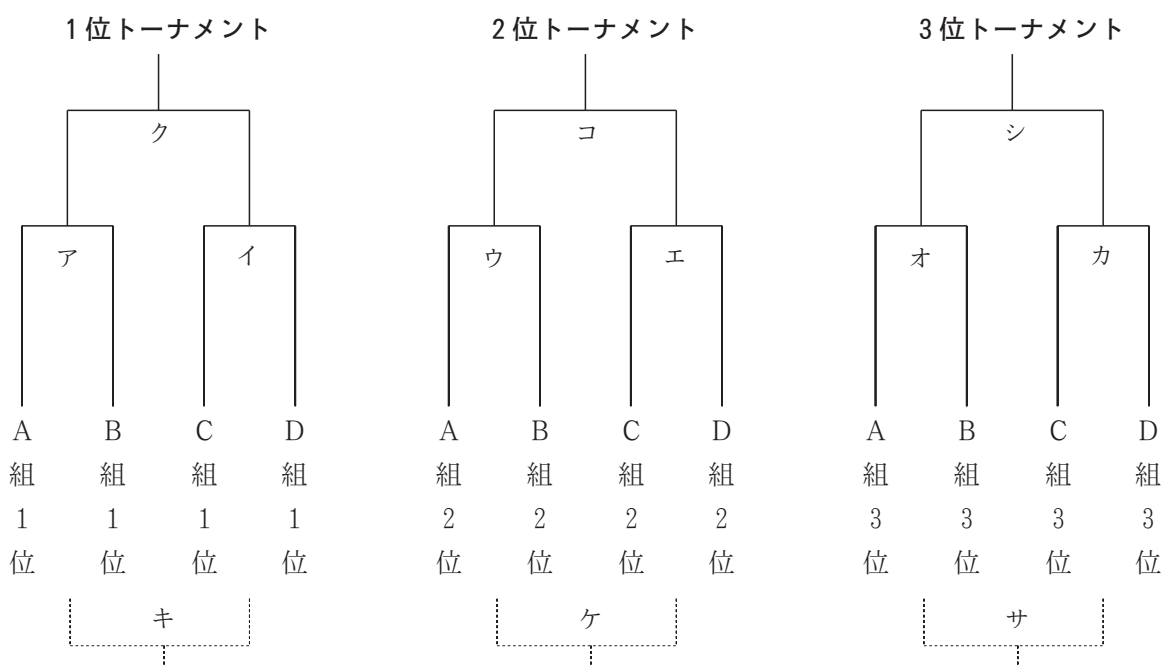 1位トーナメント 2位トーナメント 3位トーナメント
ク コ シ
ア イ ウ エ オ カ
A組1位 B組1位 C組1位 D組1位 A組2位 B組2位 C組2位 D組2位 A組3位 B組3位 C組3位 D組3位
キ ケ サ